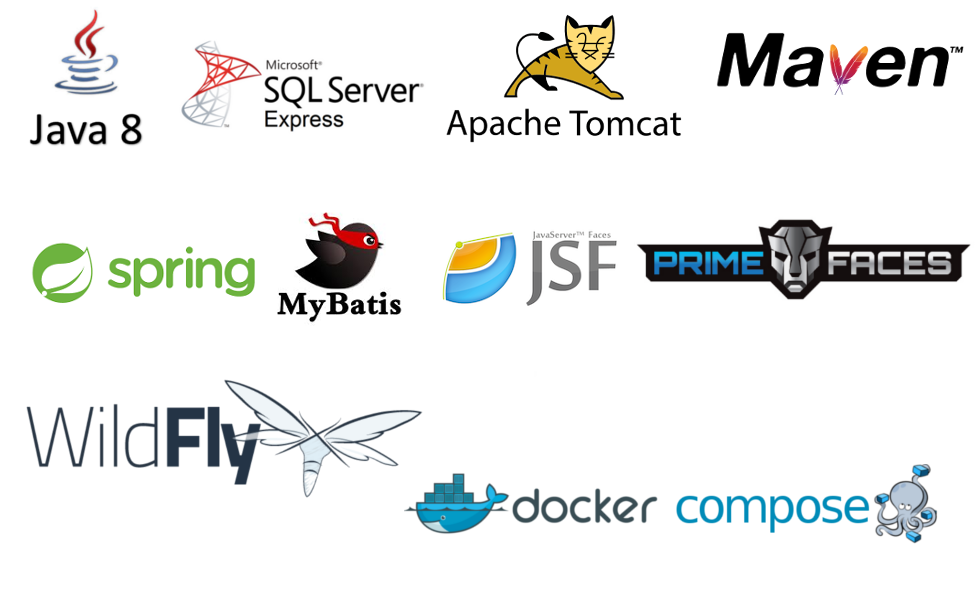 Java 8
Microsoft®
SQL Server®
Express
™
Apache Tomcat
Maven™
spring
MyBatis
JavaServer™ Faces
JSF
PRIME FACES
WildFly
docker compose